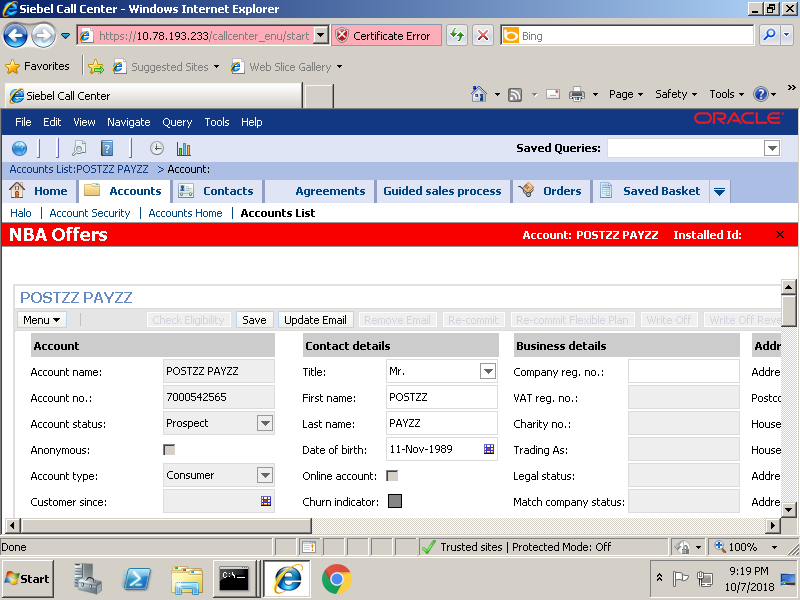 Siebel Call Center - Windows Internet Explorer
https://10.78.193.233/callcenter_enu/start
Certificate Error
Bing
Favorites
Suggested Sites
Web Slice Gallery
Siebel Call Center
Page
Safety
Tools
»
File Edit View Navigate Query Tools Help
ORACLE
Saved Queries:
Accounts List:POSTZZ PAYZZ > Account:
Home
Accounts
Contacts
Agreements
Guided sales process
Orders
Saved Basket
Halo | Account Security | Accounts Home | Accounts List
NBA Offers
Account: POSTZZ PAYZZ Installed Id:
POSTZZ PAYZZ
Menu
Check Eligibility
Save
Update Email
Remove Email
Re-commit
Re-commit Flexible Plan
Write Off
Write Off Reve
Account Contact details Business details Addr
Account name: POSTZZ PAYZZ Title: Mr. Company reg. no.: Addre
Account no.: 7000542565 First name: POSTZZ VAT reg. no.: Postco
Account status: Prospect Last name: PAYZZ Charity no.: House
Anonymous: Date of birth: 11-Nov-1989 Trading As: House
Account type: Consumer Online account: Legal status: Addre
Customer since: Churn indicator: Match company status: Addre
Done
Trusted sites | Protected Mode: Off
100%
Start
C:\_
9:19 PM
10/7/2018